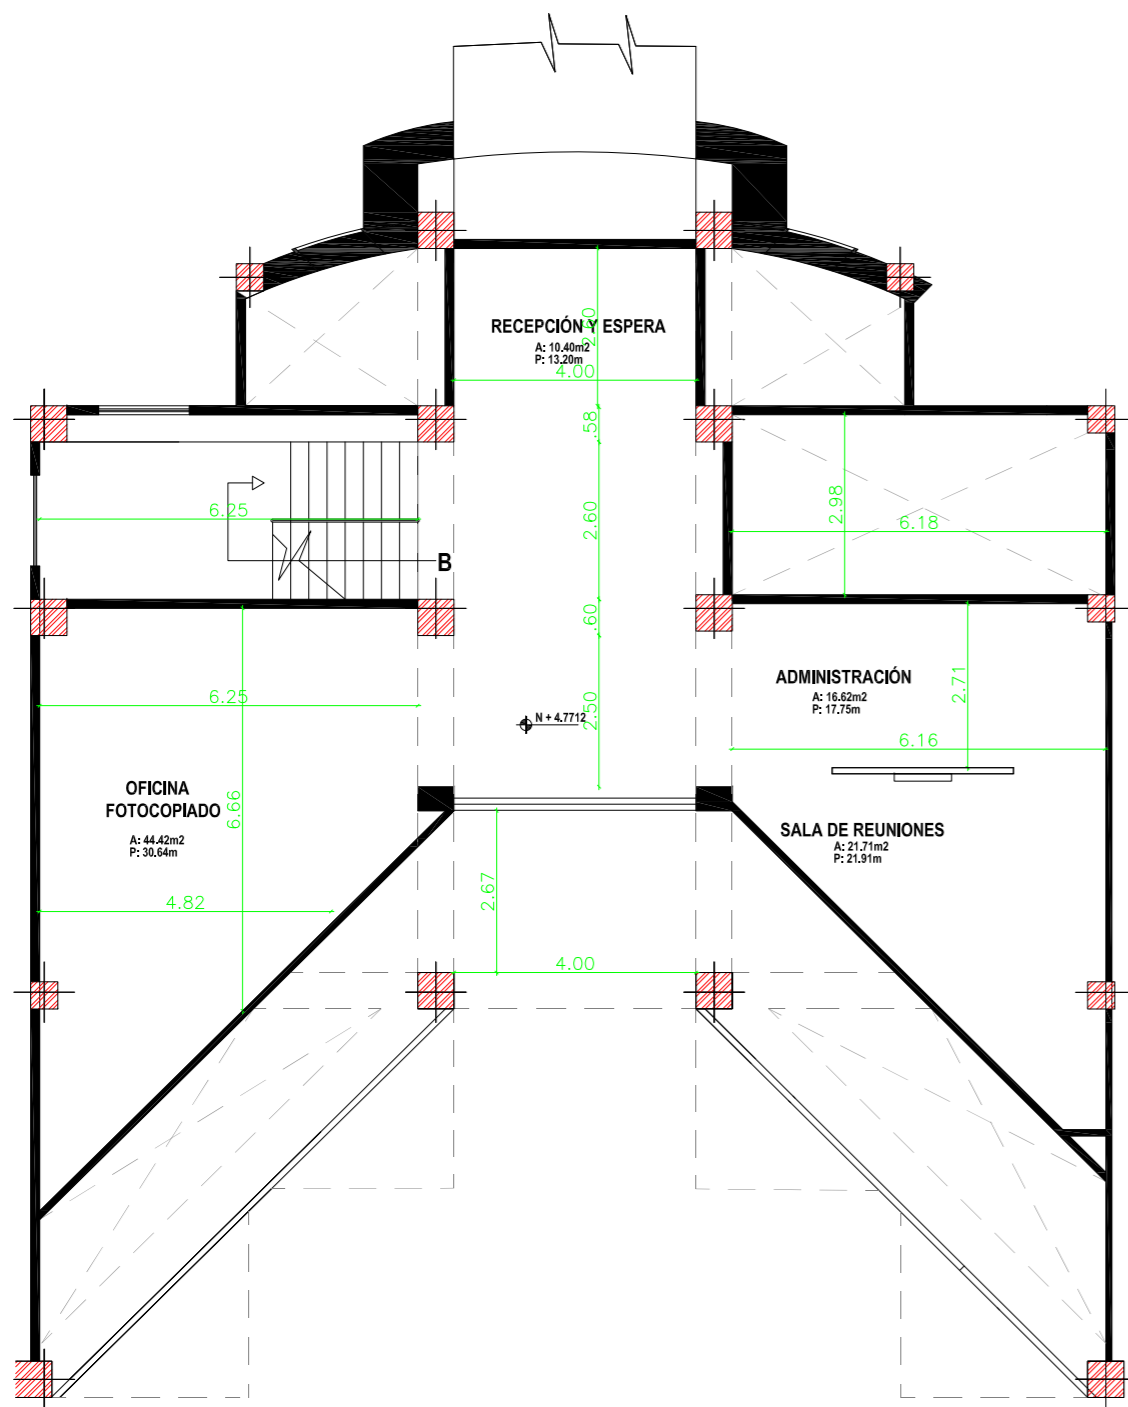 RECEPCIÓN Y ESPERA
A: 10.40m2
P: 13.20m
2.60
4.00
.58
2.98
6.25
2.60
6.18
B
.60
6.25
2.50
N + 4.7712
ADMINISTRACIÓN
A: 16.62m2
P: 17.75m
2.71
6.16
OFICINA
FOTOCOPIADO
A: 44.42m2
P: 30.64m
6.66
SALA DE REUNIONES
A: 21.71m2
P: 21.91m
4.82
2.67
4.00